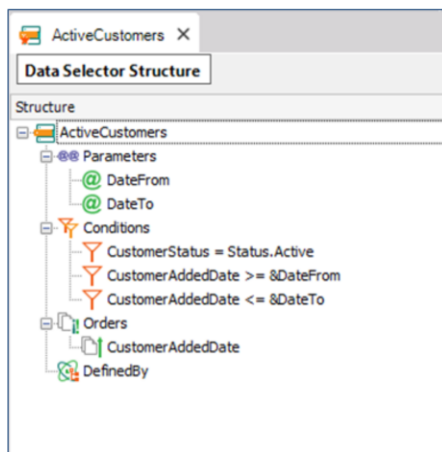 ActiveCustomers
Data Selector Structure
Structure
ActiveCustomers
Parameters
DateFrom
DateTo
Conditions
CustomerStatus = Status.Active
CustomerAddedDate >= &DateFrom
CustomerAddedDate <= &DateTo
Orders
CustomerAddedDate
DefinedBy